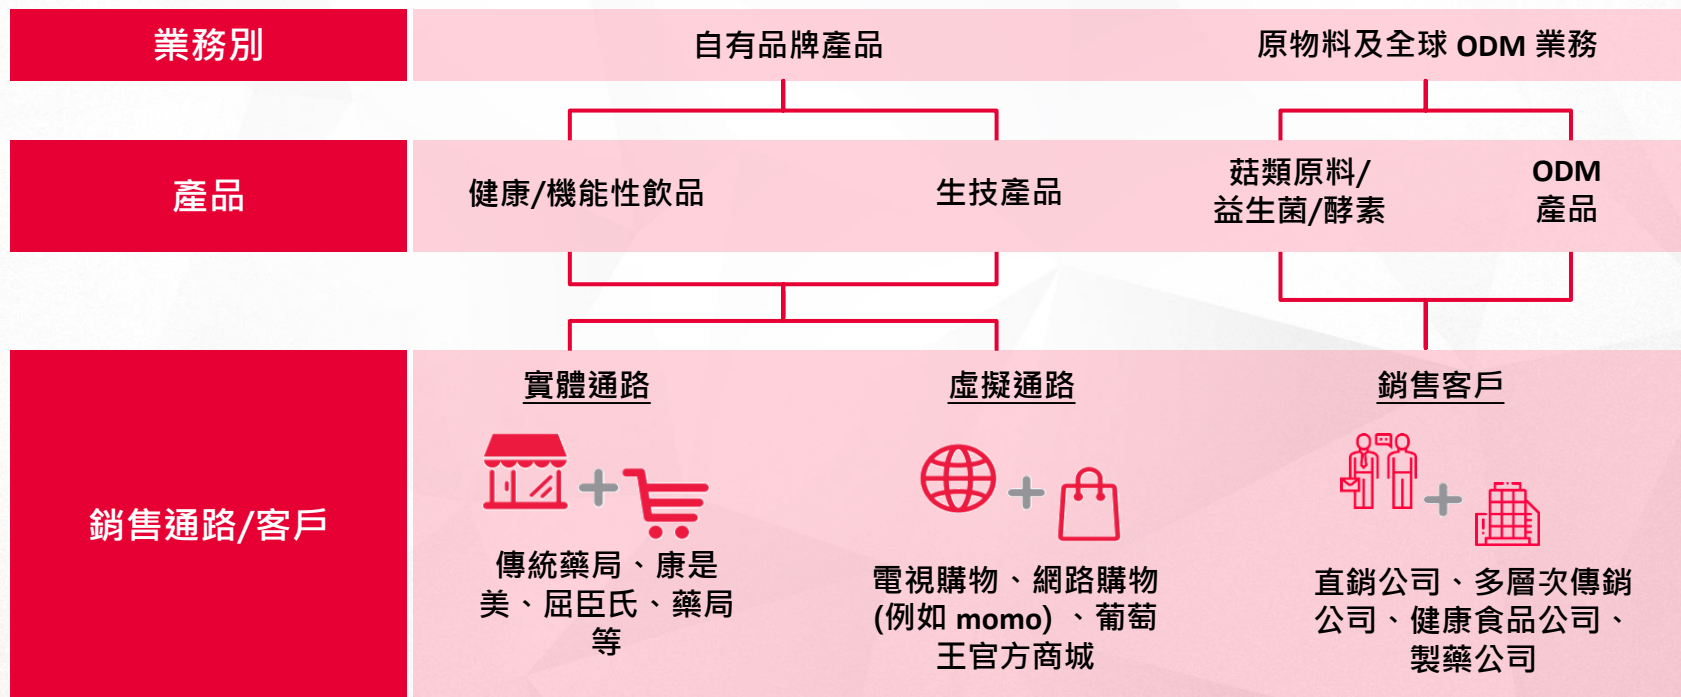 業務別
自有品牌產品
原物料及全球 ODM 業務
產品
健康/機能性飲品
生技產品
菇類原料/
益生菌/酵素
ODM
產品
銷售通路/客戶
實體通路
傳統藥局、康是
美、屈臣氏、藥局
等
虛擬通路
電視購物、網路購物
(例如 momo) 、葡萄
王官方商城
銷售客戶
直銷公司、多層次傳銷
公司、健康食品公司、
製藥公司